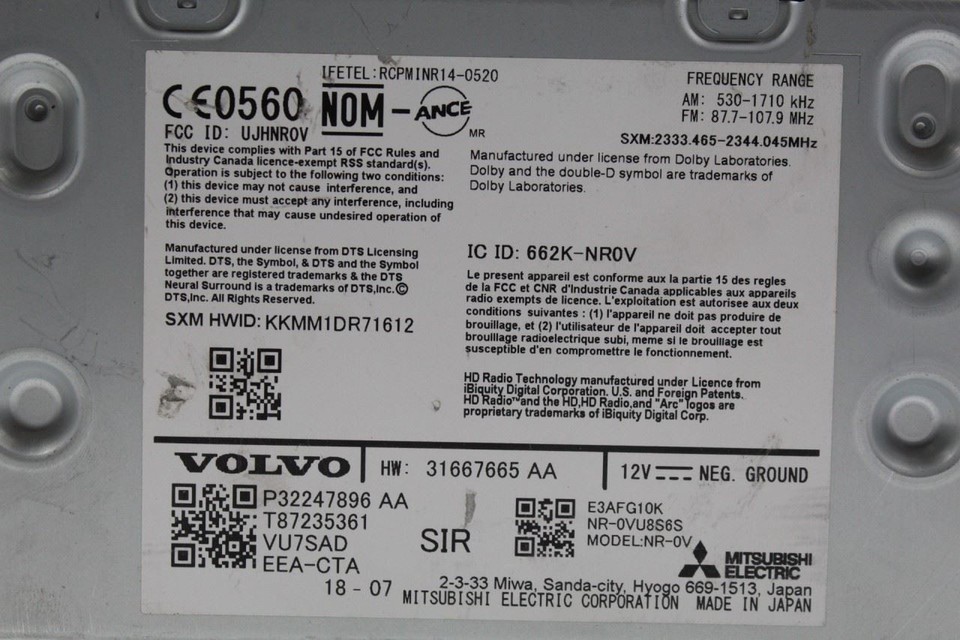 IFETEL:RCPMINR14-0520
CE0560 NOM-ANCE
MR
FCC ID: UJHNR0V
This device complies with Part 15 of FCC Rules and
Industry Canada licence-exempt RSS standard(s).
Operation is subject to the following two conditions:
(1) this device may not cause interference, and
(2) this device must accept any interference, including
interference that may cause undesired operation of
this device.
Manufactured under license from DTS Licensing
Limited. DTS, the Symbol, & DTS and the Symbol
together are registered trademarks & the DTS
Neural Surround is a trademarks of DTS,Inc.©
DTS,Inc. All Rights Reserved.
SXM HWID: KKMM1DR71612
FREQUENCY RANGE
AM: 530-1710 kHz
FM: 87.7-107.9 MHz
SXM:2333.465-2344.045MHz
Manufactured under license from Dolby Laboratories.
Dolby and the double-D symbol are trademarks of
Dolby Laboratories.
IC ID: 662K-NR0V
Le present appareil est conforme aux la partie 15 des regles
de la FCC et CNR d'Industrie Canada applicables aux appareils
radio exempts de licence. L'exploitation est autorisee aux deux
conditions suivantes : (1) l'appareil ne doit pas produire de
brouillage, et (2) l'utilisateur de l'appareil doit accepter tout
brouillage radioelectrique subi, meme si le brouillage est
susceptible d'en compromettre le fonctionnement.
HD Radio Technology manufactured under Licence from
iBiquity Digital Corporation. U.S. and Foreign Patents.
HD Radio™and the HD,HD Radio,and "Arc" logos are
proprietary trademarks of iBiquity Digital Corp.
VOLVO
HW: 31667665 AA
12V NEG. GROUND
P32247896 AA
T87235361
VU7SAD
EEA-CTA
18-07
SIR
E3AFG10K
NR-0VU8S6S
MODEL:NR-0V
MITSUBISHI
ELECTRIC
2-3-33 Miwa, Sanda-city, Hyogo 669-1513, Japan
MITSUBISHI ELECTRIC CORPORATION MADE IN JAPAN